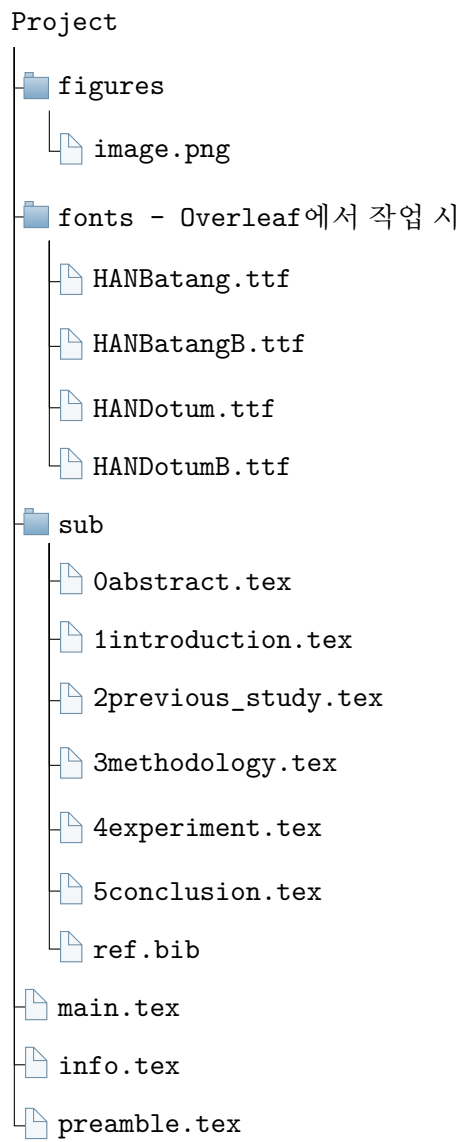 Project
figures
image.png
fonts - Overleaf에서 작업 시
HANBatang.ttf
HANBatangB.ttf
HANDotum.ttf
HANDotumB.ttf
sub
0abstract.tex
1introduction.tex
2previous_study.tex
3methodology.tex
4experiment.tex
5conclusion.tex
ref.bib
main.tex
info.tex
preamble.tex